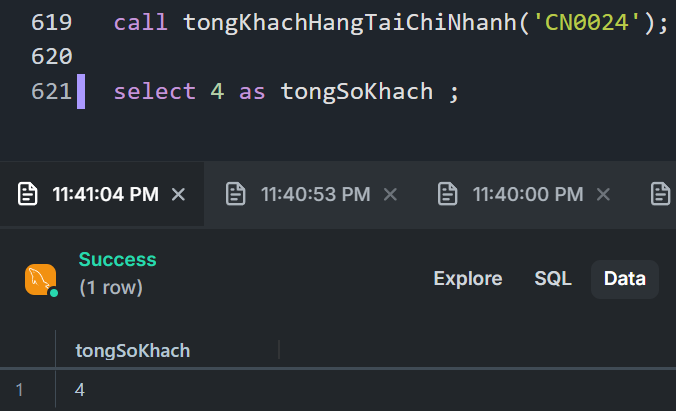 619 call tongKhachHangTaiChiNhanh('CN0024');
620
621 select 4 as tongSoKhach ;
11:41:04 PM 11:40:53 PM 11:40:00 PM
Success
(1 row)
Explore SQL Data
tongSoKhach
1 4